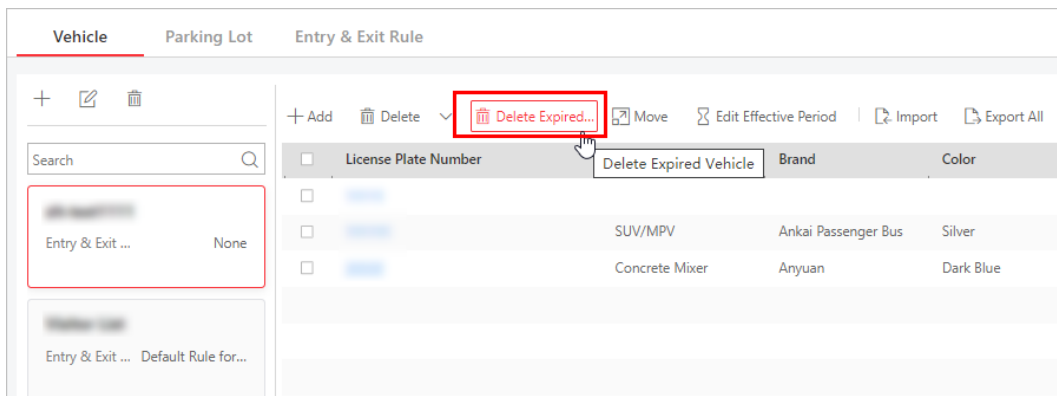 Vehicle Parking Lot Entry & Exit Rule
Add Delete Delete Expired... Move Edit Effective Period Import Export All
Search
License Plate Number Brand Color
Delete Expired Vehicle
Entry & Exit ... None
SUV/MPV Ankai Passenger Bus Silver
Concrete Mixer Anyuan Dark Blue
Entry & Exit ... Default Rule for...